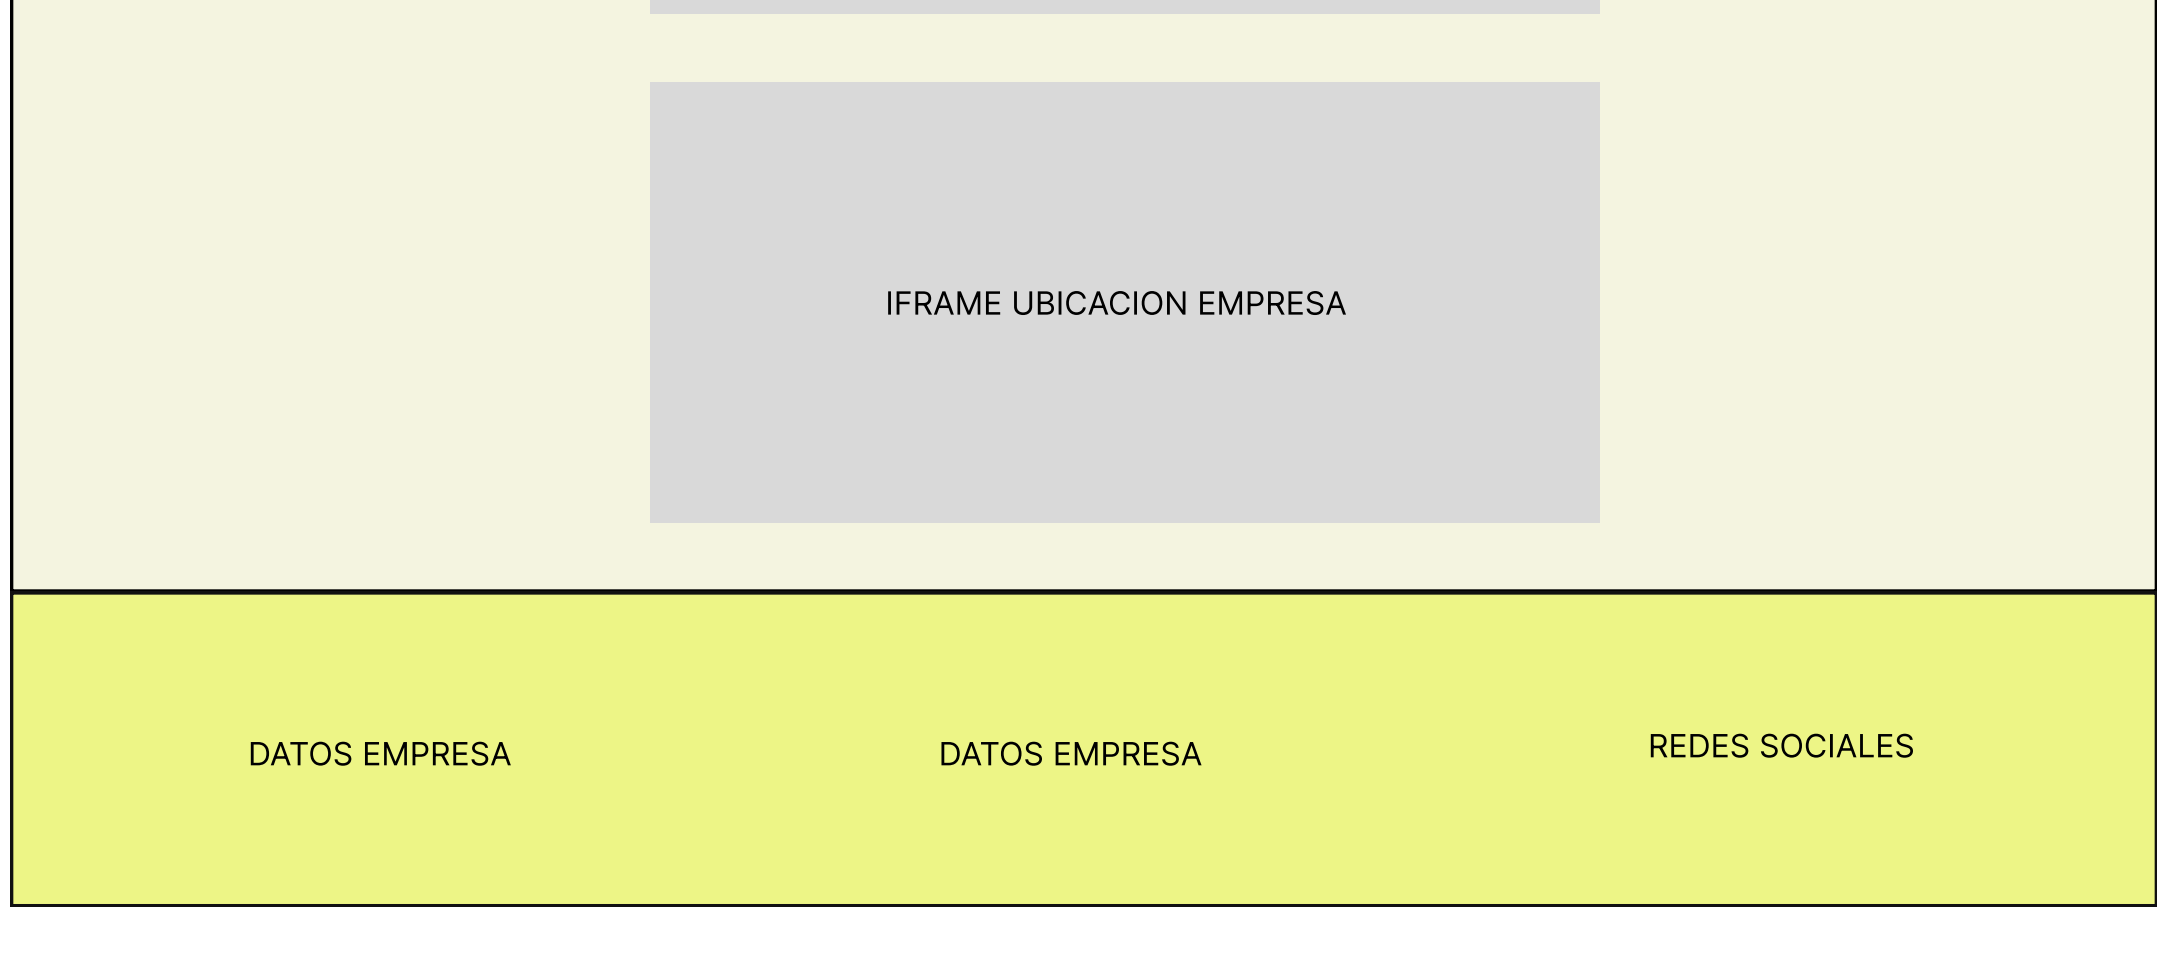 IFRAME UBICACION EMPRESA
DATOS EMPRESA
DATOS EMPRESA
REDES SOCIALES